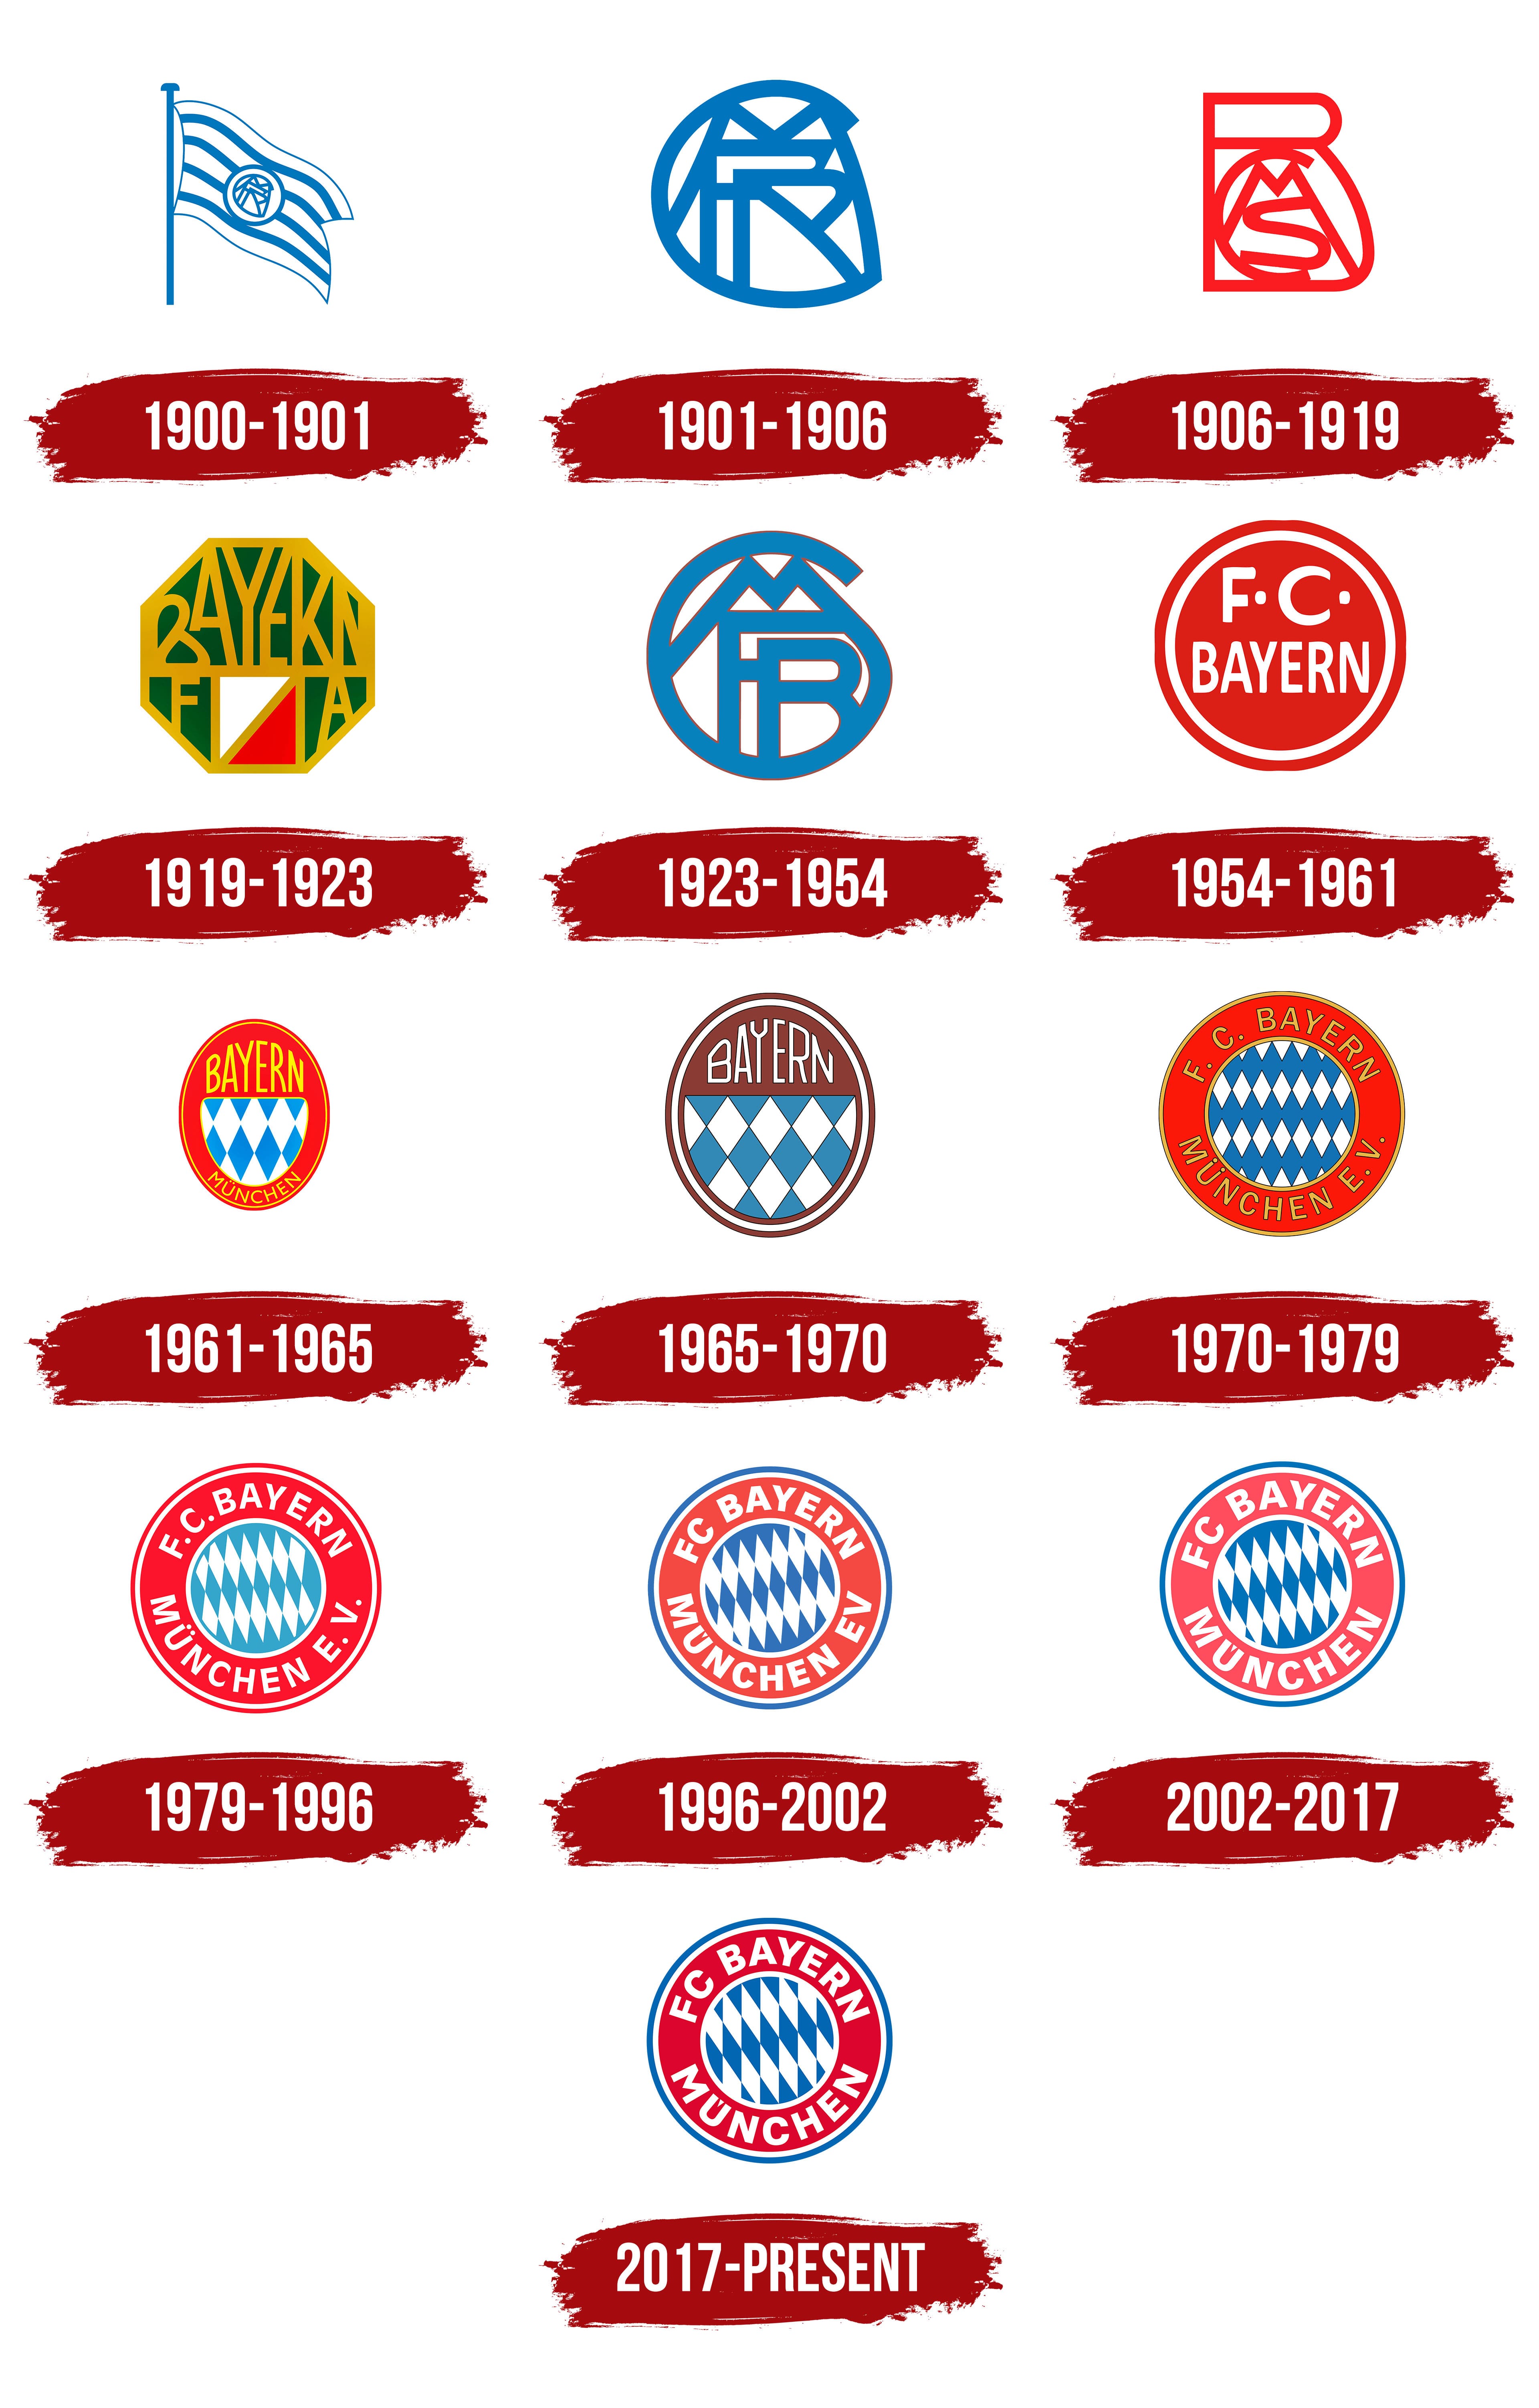 1900-1901
1901-1906
1906-1919
BAYERN
F A
F·C·
BAYERN
1919-1923
1923-1954
1954-1961
BAYERN
MÜNCHEN
BAYERN
F. C. BAYERN
MÜNCHEN E.V.
1961-1965
1965-1970
1970-1979
F.C.BAYERN
MÜNCHEN E.V.
FC BAYERN
MÜNCHEN EV
FC BAYERN
MÜNCHEN
1979-1996
1996-2002
2002-2017
FC BAYERN
MÜNCHEN
2017-PRESENT